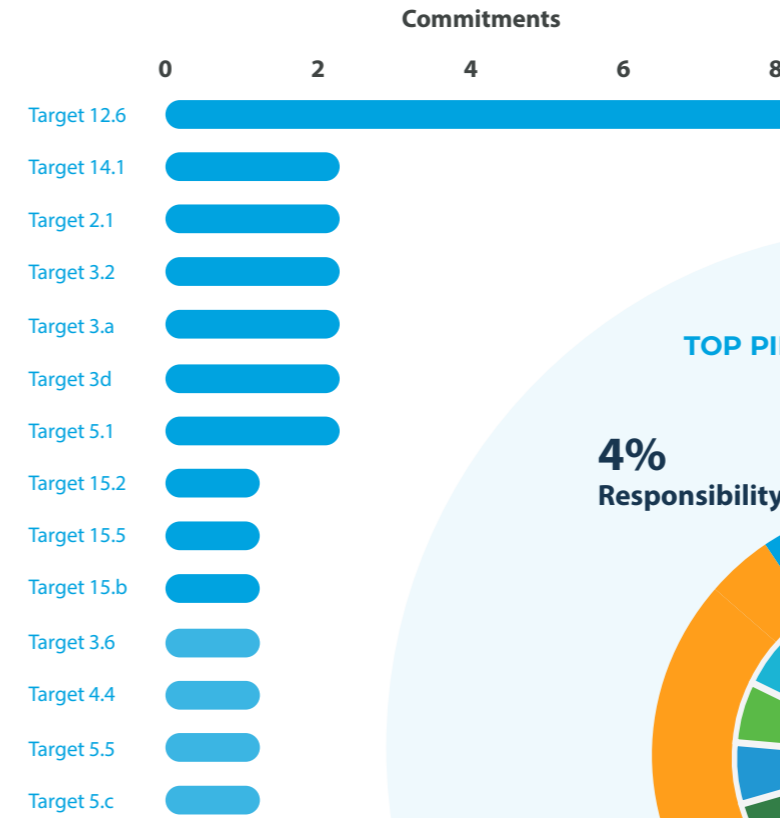 Commitments
0 2 4 6 8
Target 12.6
Target 14.1
Target 2.1
Target 3.2
Target 3.a
TOP PI
Target 3d
Target 5.1
4%
Target 15.2
Responsibility
Target 15.5
Target 15.b
Target 3.6
Target 4.4
Target 5.5
Target 5.c